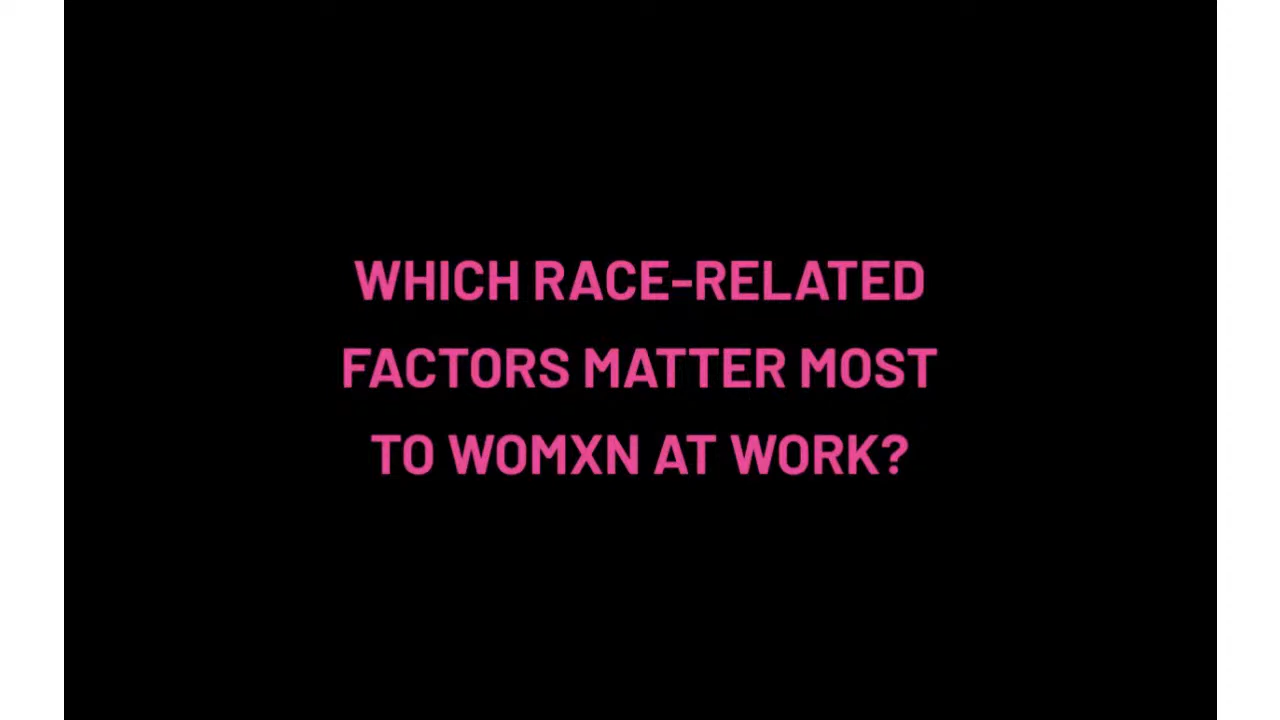 WHICH RACE-RELATED
FACTORS MATTER MOST
TO WOMXN AT WORK?